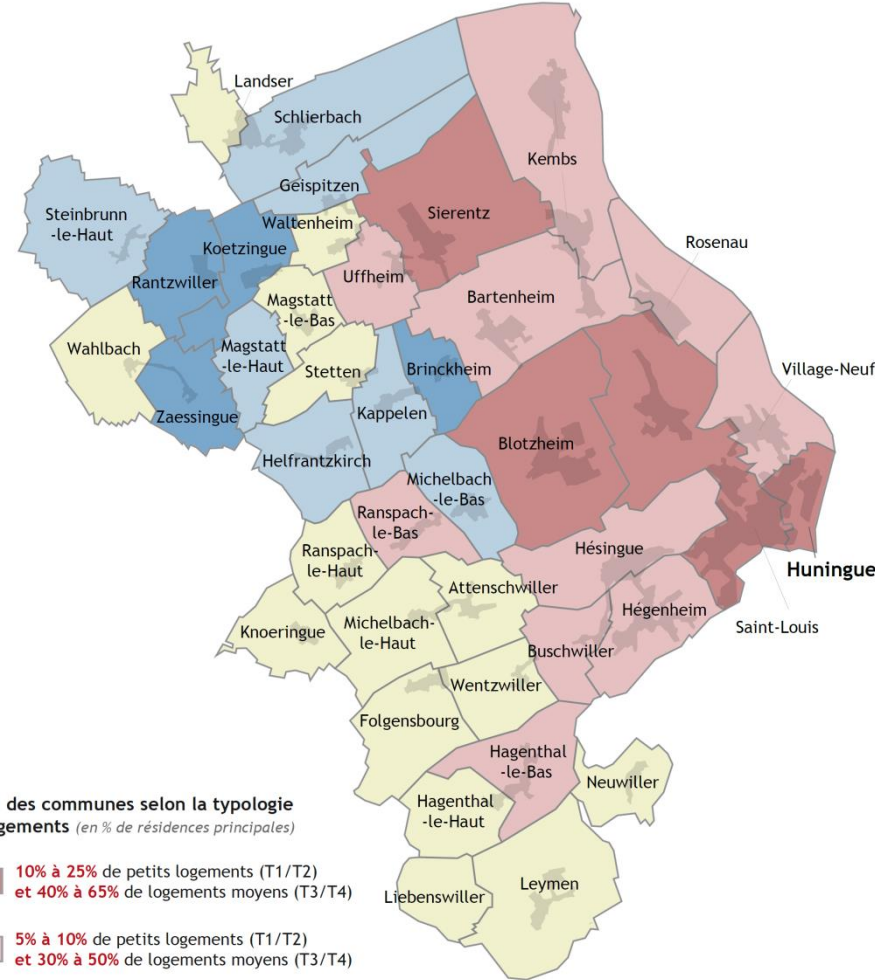 Landser
Schlierbach
Kembs
Geispitzen
Steinbrunn
-le-Haut
Sierentz
Waltenheim
Koetzingue
Rosenau
Rantzwiller
Uffheim
Bartenheim
Magstatt
-le-Bas
Wahlbach
Magstatt
-le-Haut
Stetten
Brinckheim
Village-Neuf
Zaessingue
Kappelen
Blotzheim
Helfrantzkirch
Michelbach
-le-Bas
Ranspach-
le-Bas
Ranspach-
le-Haut
Hésingue
Huningue
Attenschwiller
Hégenheim
Saint-Louis
Knoeringue
Michelbach-
le-Haut
Buschwiller
Wentzwiller
Folgensbourg
Hagenthal
-le-Bas
Neuwiller
Hagenthal
-le-Haut
Leymen
Liebenswiller
des communes selon la typologie
gements (en % de résidences principales)
10% à 25% de petits logements (T1/T2)
et 40% à 65% de logements moyens (T3/T4)
5% à 10% de petits logements (T1/T2)
et 30% à 50% de logements moyens (T3/T4)